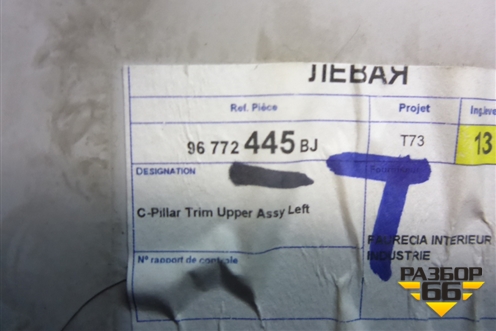 ЛЕВАЯ
Ref. Pièce
Projet
96 772 445 BJ
T73
13
DESIGNATION
T
C-Pillar Trim Upper Assy Left
FAURECIA INTERIEUR
INDUSTRIE
N° rapport de controle
РАЗБОР
66